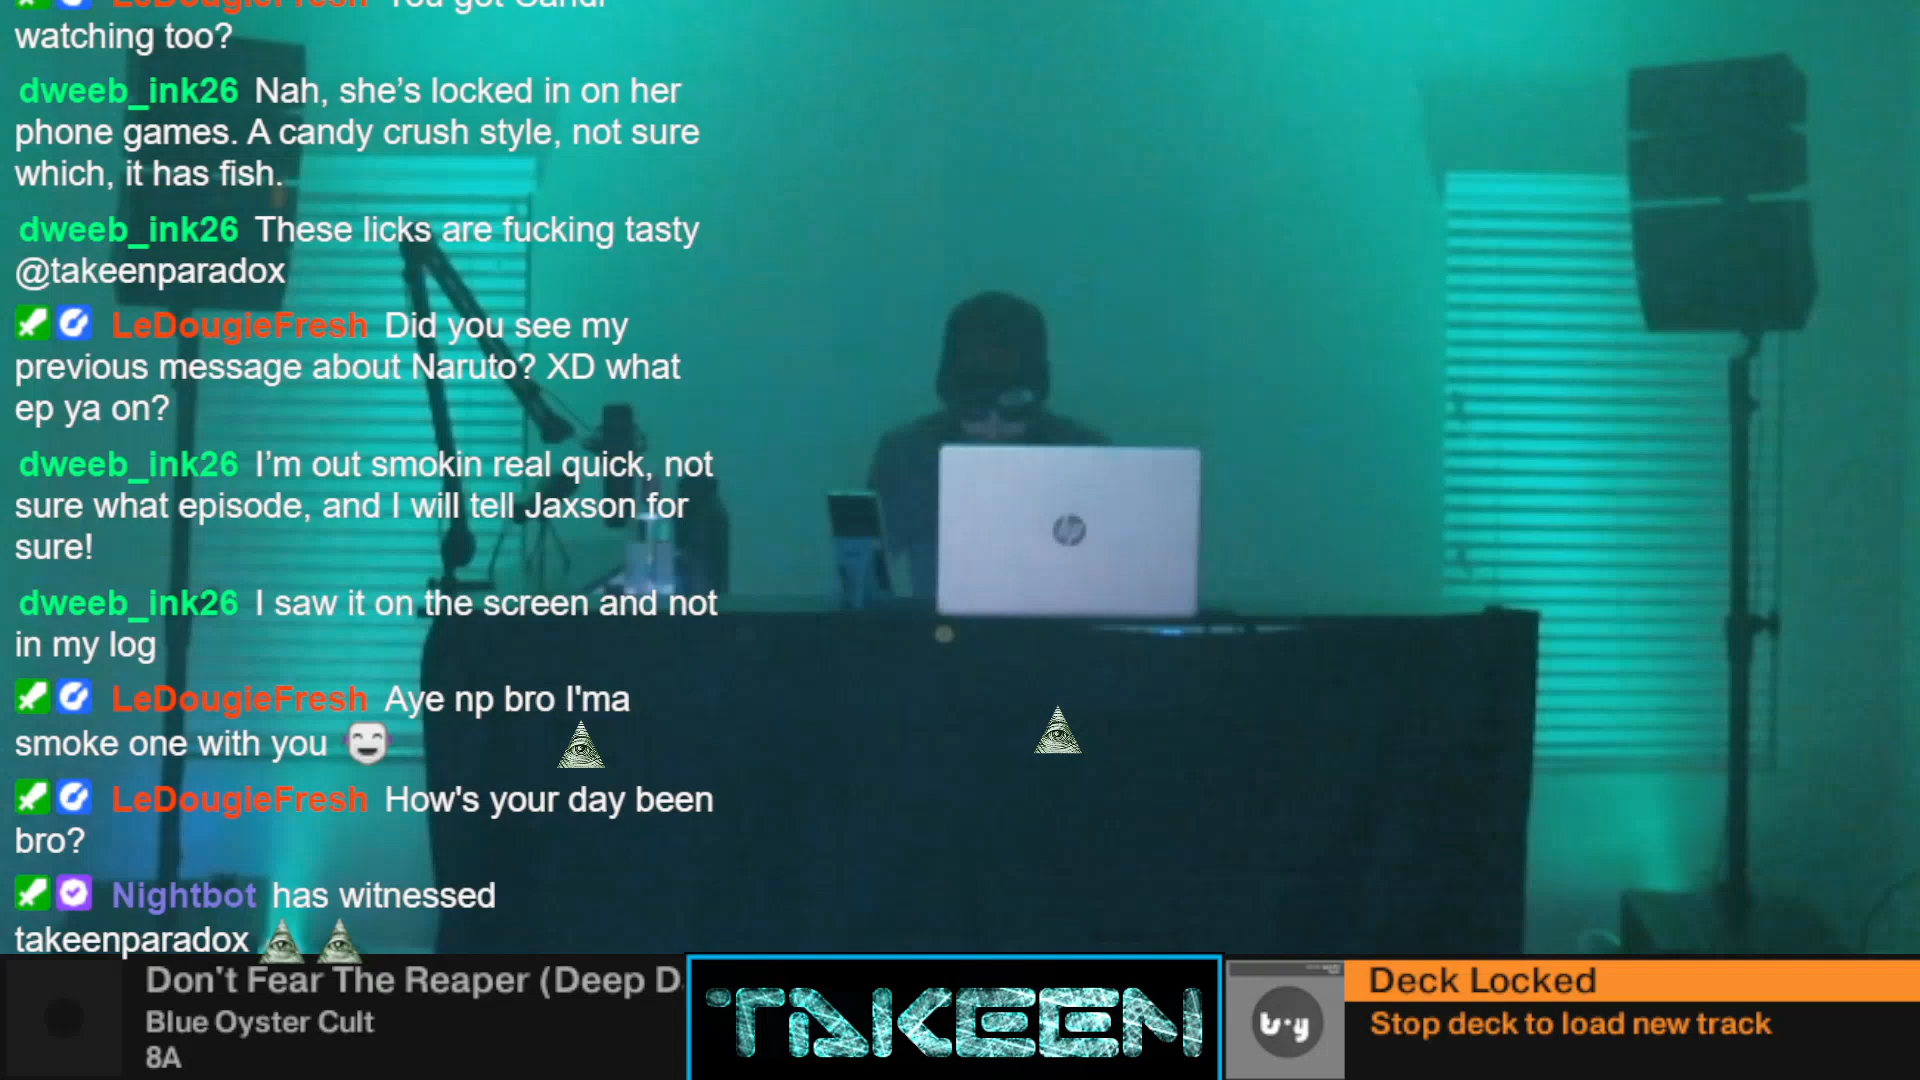 LeDougieFresh You got Candi
watching too?
dweeb_ink26 Nah, she’s locked in on her
phone games. A candy crush style, not sure
which, it has fish.
dweeb_ink26 These licks are fucking tasty
@takeenparadox
LeDougieFresh Did you see my
previous message about Naruto? XD what
ep ya on?
dweeb_ink26 I’m out smokin real quick, not
sure what episode, and I will tell Jaxson for
sure!
dweeb_ink26 I saw it on the screen and not
in my log
LeDougieFresh Aye np bro I'ma
smoke one with you
LeDougieFresh How's your day been
bro?
Nightbot has witnessed
takeenparadox
Don't Fear The Reaper (Deep D
Blue Oyster Cult
8A
TAKEEN
Deck Locked
Stop deck to load new track
hp